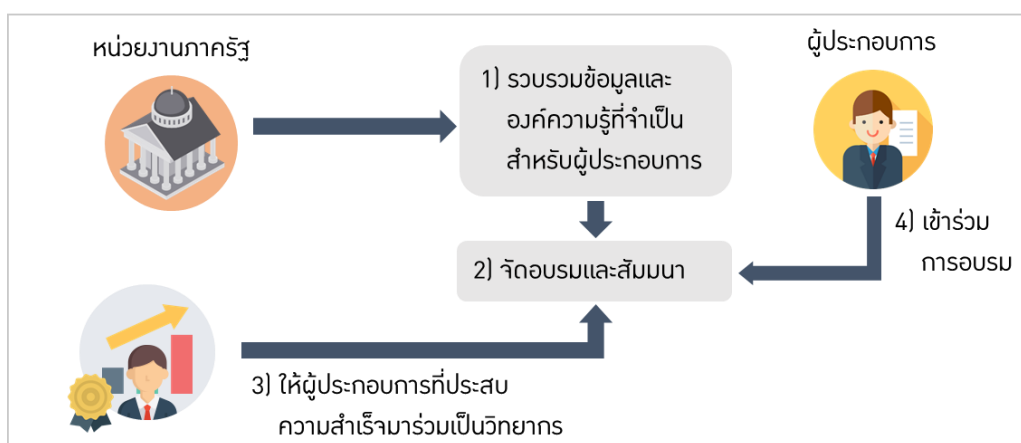 หน่วยงานภาครัฐ
ผู้ประกอบการ
1) รวบรวมข้อมูลและ
องค์ความรู้ที่จำเป็น
สำหรับผู้ประกอบการ
4) เข้าร่วม
การอบรม
2) จัดอบรมและสัมมนา
3) ให้ผู้ประกอบการที่ประสบ
ความสำเร็จมาร่วมเป็นวิทยากร